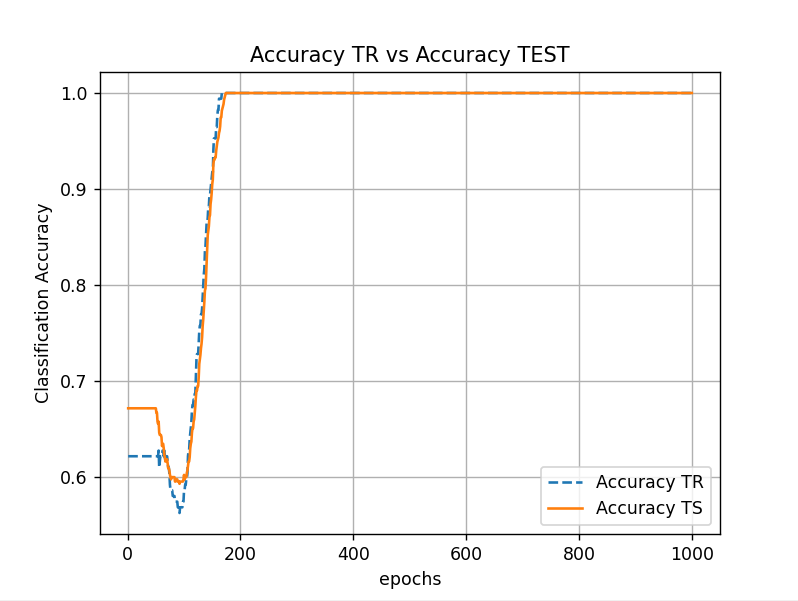 Accuracy TR vs Accuracy TEST
Classification Accuracy
1.0
0.9
0.8
0.7
0.6
0 200 400 600 800 1000
epochs
Accuracy TR
Accuracy TS